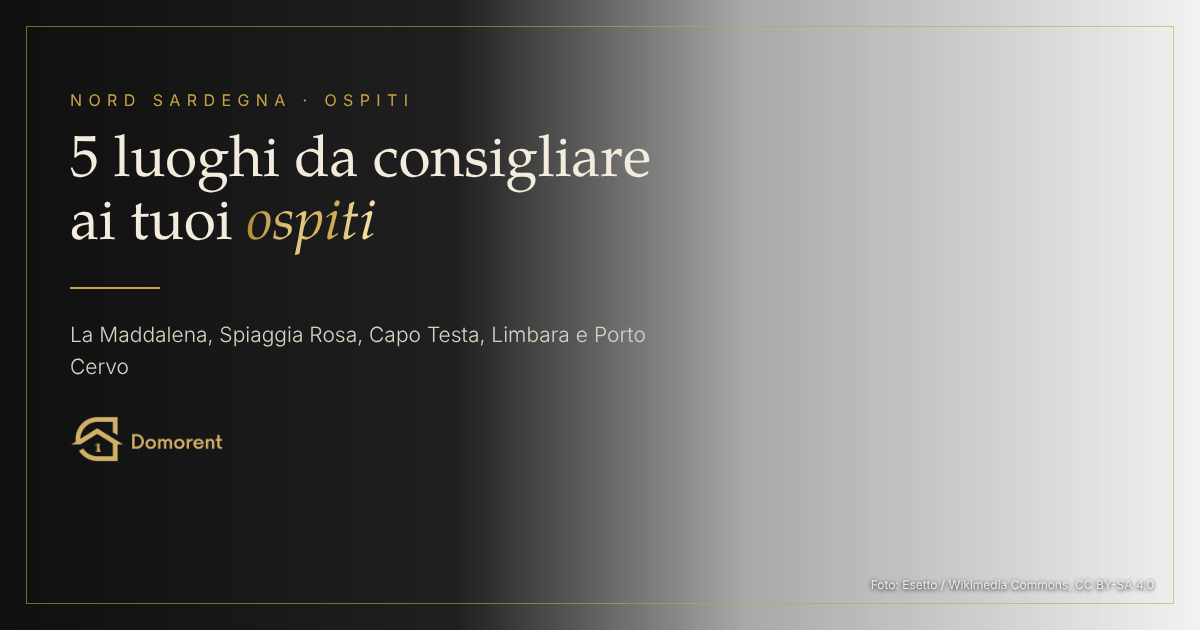 NORD SARDEGNA · OSPITI
5 luoghi da consigliare
ai tuoi ospiti
La Maddalena, Spiaggia Rosa, Capo Testa, Limbara e Porto
Cervo
Domorent
Foto: Esetto / Wikimedia Commons, CC BY-SA 4.0